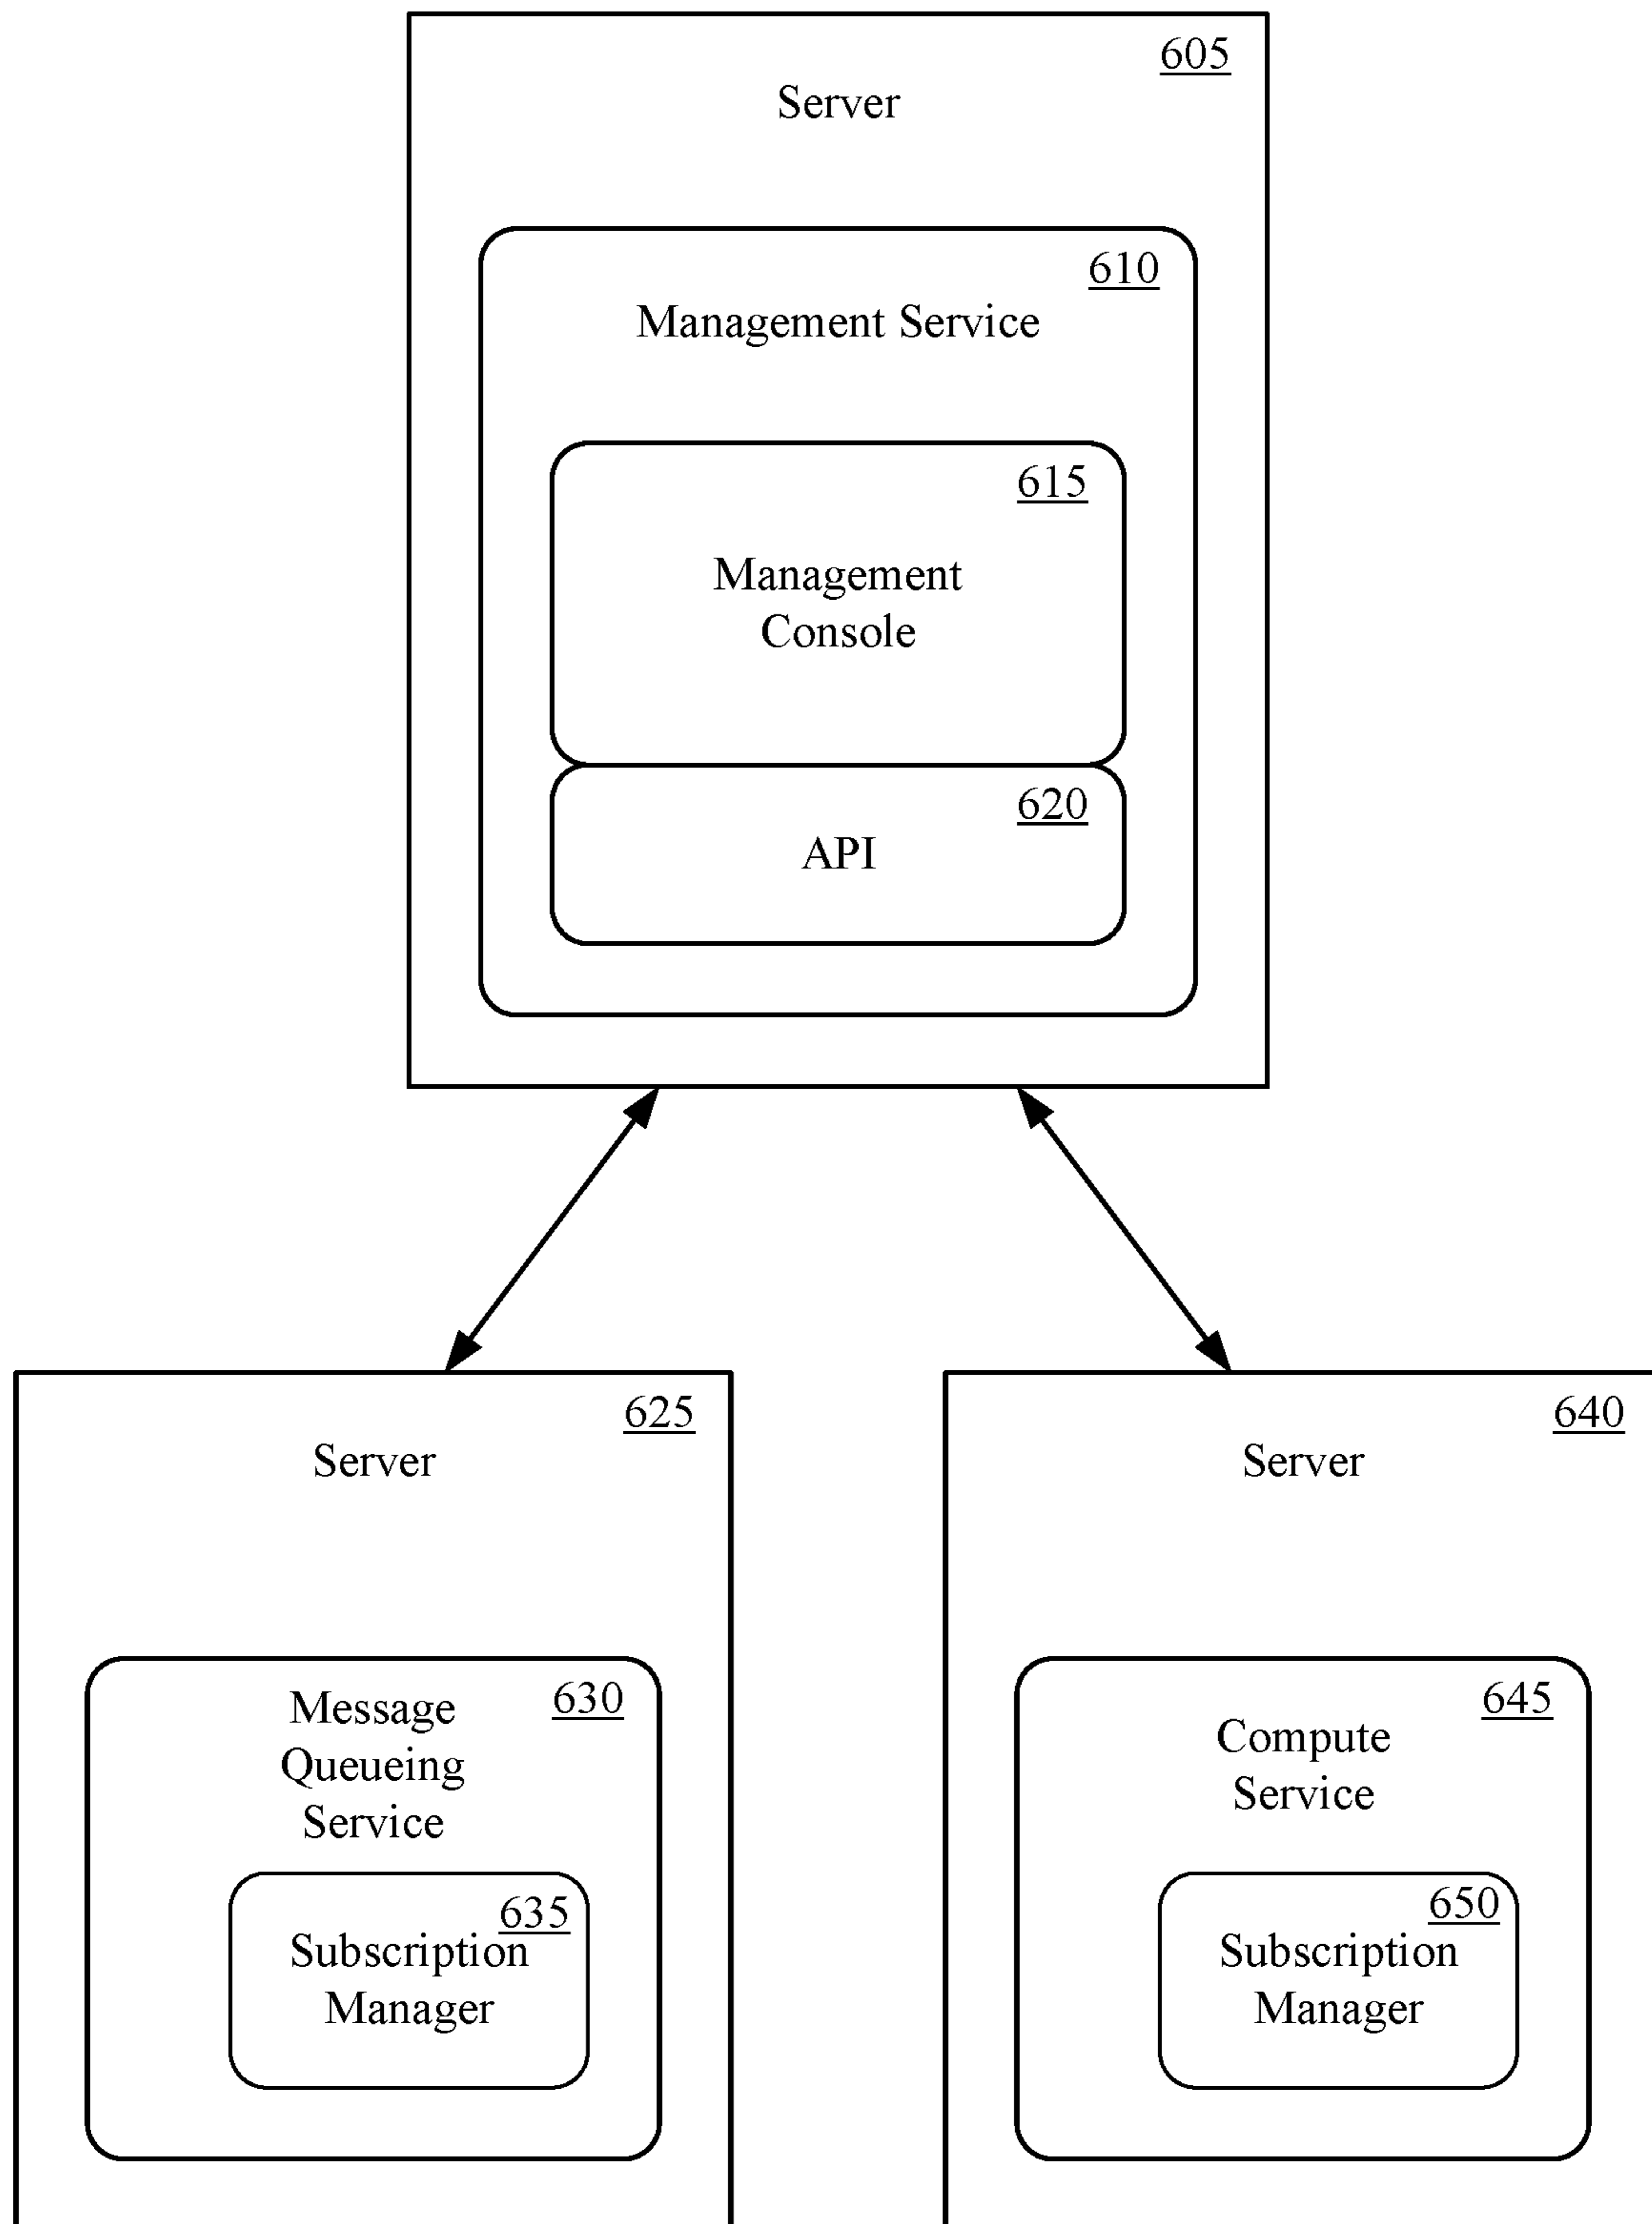 605
Server
610
Management Service
615
Management
Console
620
API
625
Server
630
Message
Queueing
Service
635
Subscription
Manager
640
Server
645
Compute
Service
650
Subscription
Manager